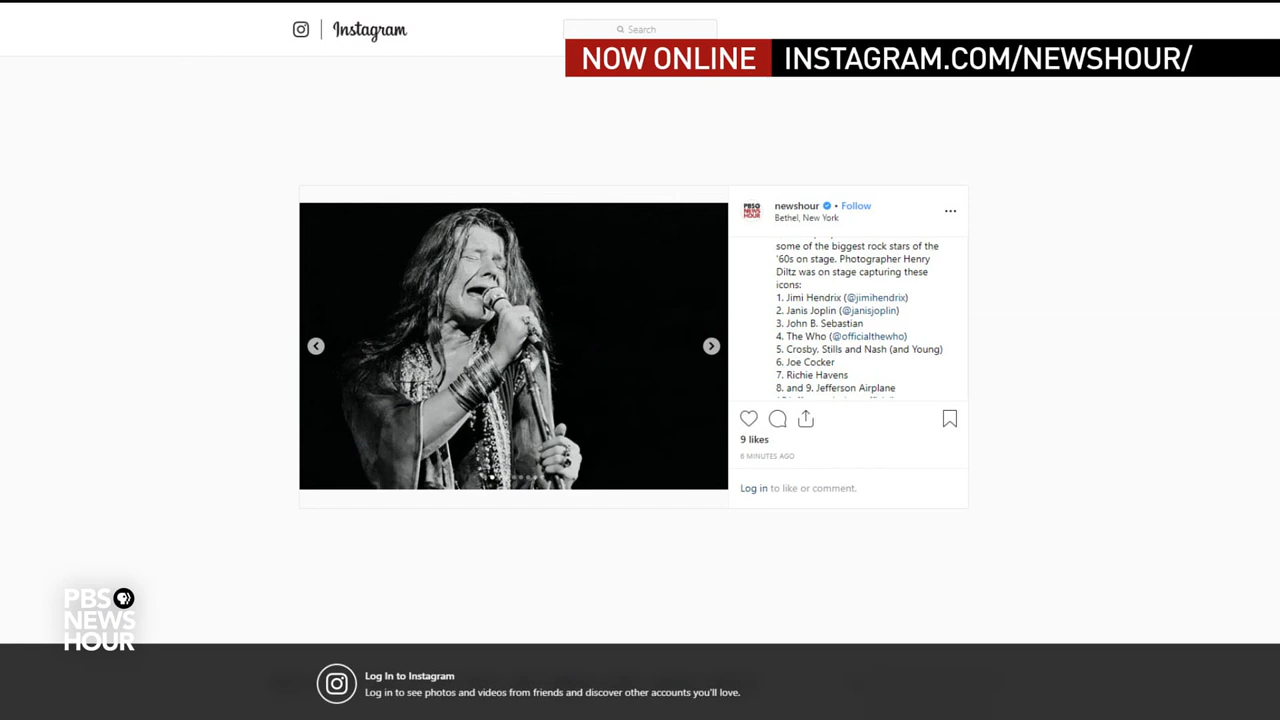 Instagram
Search
NOW ONLINE INSTAGRAM.COM/NEWSHOUR/
PBS
NEWS
HOUR
newshour • Follow
Bethel, New York
some of the biggest rock stars of the
'60s on stage. Photographer Henry
Diltz was on stage capturing these
icons:
1. Jimi Hendrix (@jimihendrix)
2. Janis Joplin (@janisjoplin)
3. John B. Sebastian
4. The Who (@officialthewho)
5. Crosby, Stills and Nash (and Young)
6. Joe Cocker
7. Richie Havens
8. and 9. Jefferson Airplane
9 likes
8 MINUTES AGO
Log in to like or comment.
PBS
NEWS
HOUR
Log In to Instagram
Log in to see photos and videos from friends and discover other accounts you'll love.